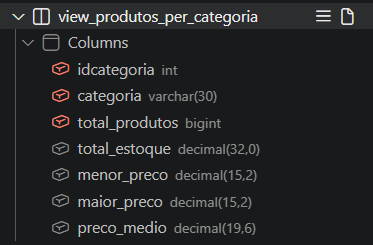 view_produtos_per_categoria
Columns
idcategoria int
categoria varchar(30)
total_produtos bigint
total_estoque decimal(32,0)
menor_preco decimal(15,2)
maior_preco decimal(15,2)
preco_medio decimal(19,6)